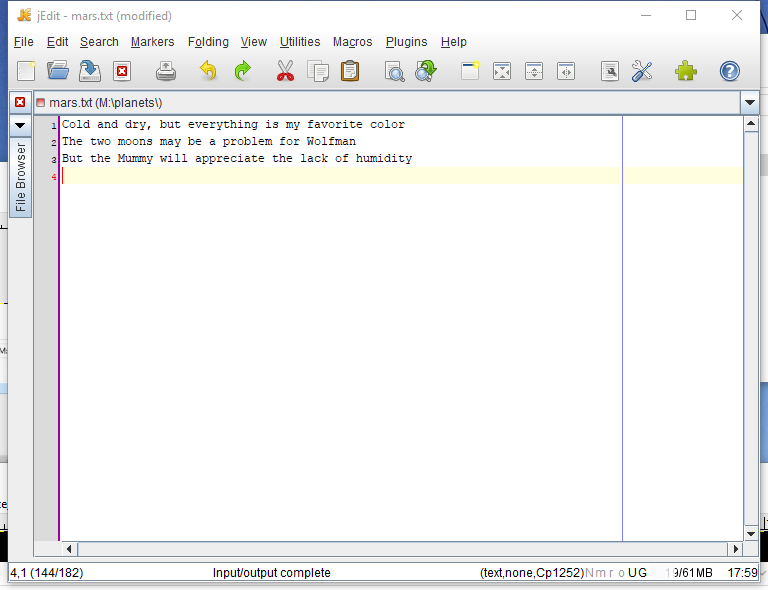 jEdit - mars.txt (modified)
File Edit Search Markers Folding View Utilities Macros Plugins Help
mars.txt (M:\planets\)
File Browser
1 Cold and dry, but everything is my favorite color
2 The two moons may be a problem for Wolfman
3 But the Mummy will appreciate the lack of humidity
4
4,1 (144/182) Input/output complete (text,none,Cp1252) N m r o U G 19/61MB 17:59